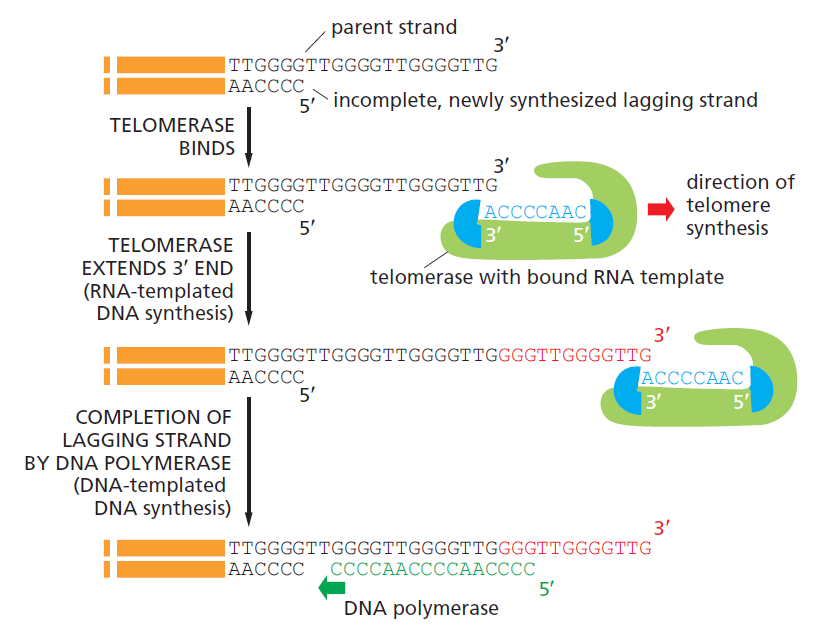 parent strand
3′
TTGGGGTTGGGGTTGGGGTTG
AACCCC
5′
incomplete, newly synthesized lagging strand
TELOMERASE
BINDS
3′
TTGGGGTTGGGGTTGGGGTTG
AACCCC
5′
ACCCCAAC
3′ 5′
direction of
telomere
synthesis
telomerase with bound RNA template
TELOMERASE
EXTENDS 3′ END
(RNA-templated
DNA synthesis)
3′
TTGGGGTTGGGGTTGGGGTTGGGGTTGGGGTTG
AACCCC
5′
ACCCCAAC
3′ 5′
COMPLETION OF
LAGGING STRAND
BY DNA POLYMERASE
(DNA-templated
DNA synthesis)
3′
TTGGGGTTGGGGTTGGGGTTGGGGTTGGGGTTG
AACCCC CCCCAACCCCAACCCC
5′
DNA polymerase